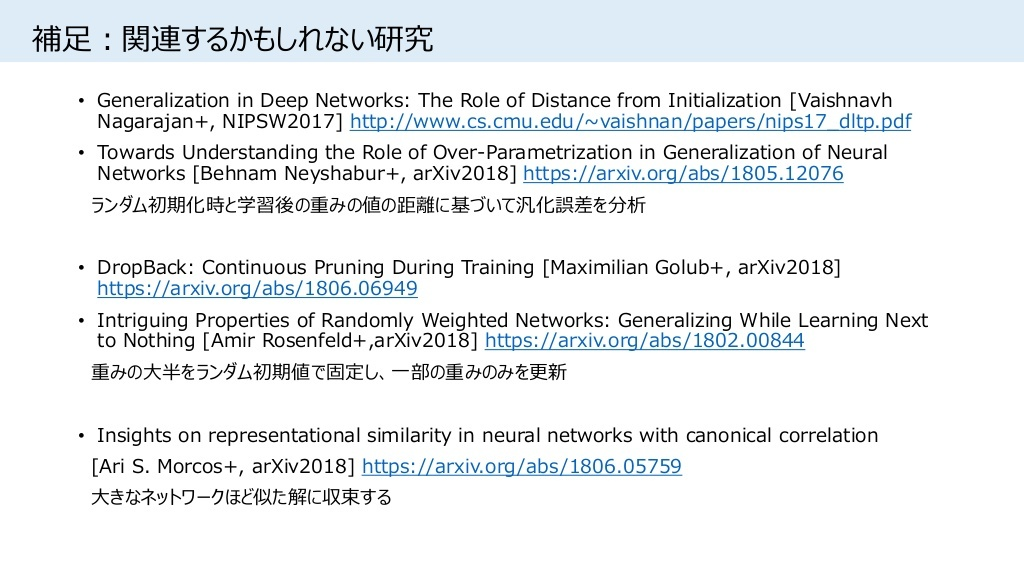 補足：関連するかもしれない研究
• Generalization in Deep Networks: The Role of Distance from Initialization [Vaishnavh
Nagarajan+, NIPSW2017] http://www.cs.cmu.edu/~vaishnan/papers/nips17_dltp.pdf
• Towards Understanding the Role of Over-Parametrization in Generalization of Neural
Networks [Behnam Neyshabur+, arXiv2018] https://arxiv.org/abs/1805.12076
ランダム初期化時と学習後の重みの値の距離に基づいて汎化誤差を分析
• DropBack: Continuous Pruning During Training [Maximilian Golub+, arXiv2018]
https://arxiv.org/abs/1806.06949
• Intriguing Properties of Randomly Weighted Networks: Generalizing While Learning Next
to Nothing [Amir Rosenfeld+,arXiv2018] https://arxiv.org/abs/1802.00844
重みの大半をランダム初期値で固定し、一部の重みのみを更新
• Insights on representational similarity in neural networks with canonical correlation
[Ari S. Morcos+, arXiv2018] https://arxiv.org/abs/1806.05759
大きなネットワークほど似た解に収束する